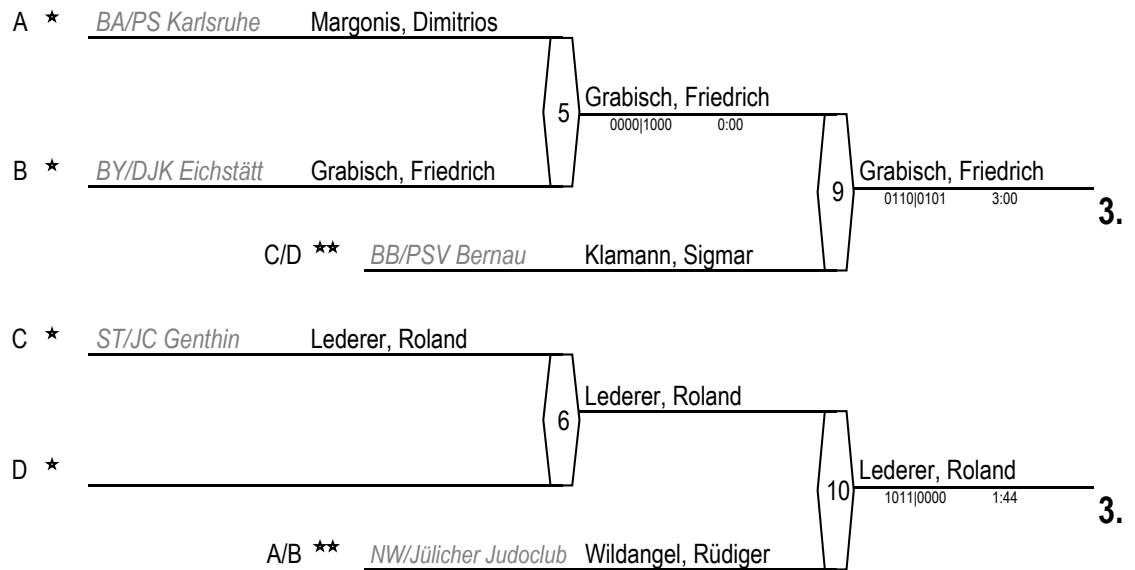 A ★ BA/PS Karlsruhe Margonis, Dimitrios
5 Grabisch, Friedrich
0000|1000 0:00
B ★ BY/DJK Eichstätt Grabisch, Friedrich
9 Grabisch, Friedrich
0110|0101 3:00
3.
C/D ★★ BB/PSV Bernau Klamann, Sigmar
C ★ ST/JC Genthin Lederer, Roland
6 Lederer, Roland
D ★
10 Lederer, Roland
1011|0000 1:44
3.
A/B ★★ NW/Jülicher Judoclub Wildangel, Rüdiger